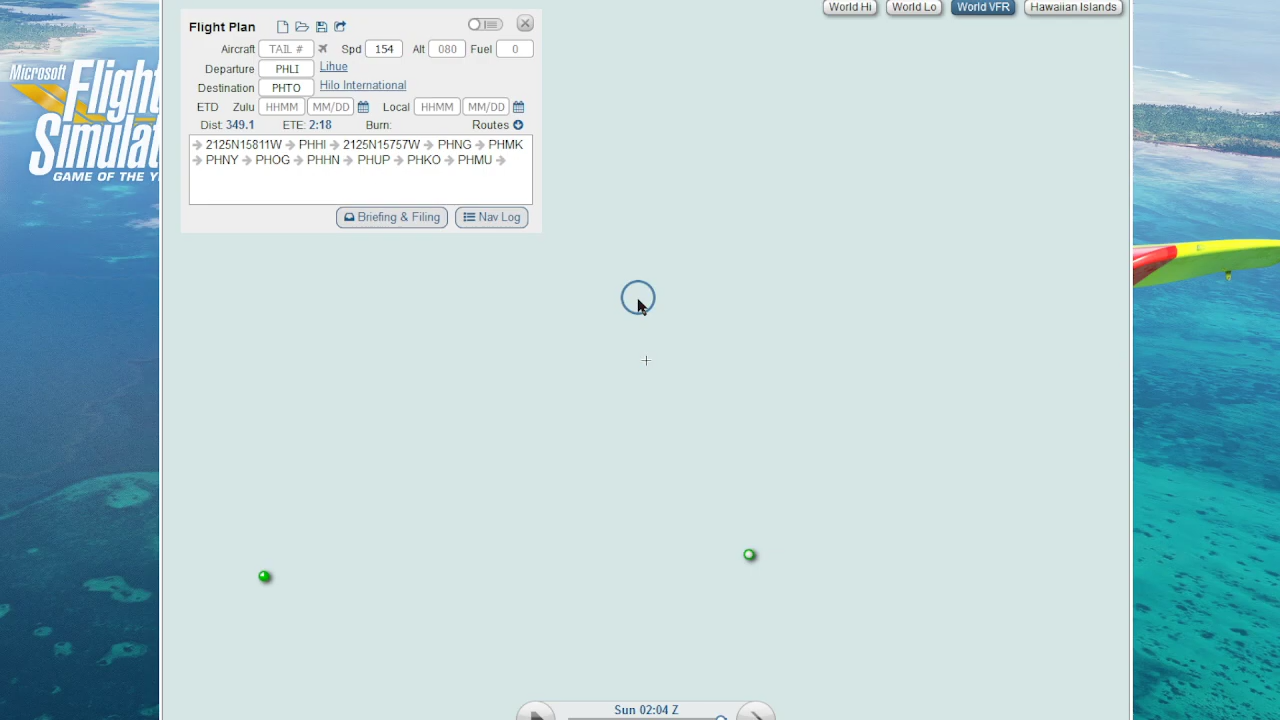 World Hi World Lo World VFR Hawaiian Islands
Microsoft
Flight
Simulat
GAME OF THE Y
Flight Plan
Aircraft TAIL # Spd 154 Alt 080 Fuel 0
Departure PHLI Lihue
Destination PHTO Hilo International
ETD Zulu HHMM MM/DD Local HHMM MM/DD
Dist: 349.1 ETE: 2:18 Burn: Routes
2125N15811W PHHI 2125N15757W PHNG PHMK
PHNY PHOG PHHN PHUP PHKO PHMU
Briefing & Filing Nav Log
Sun 02:04 Z